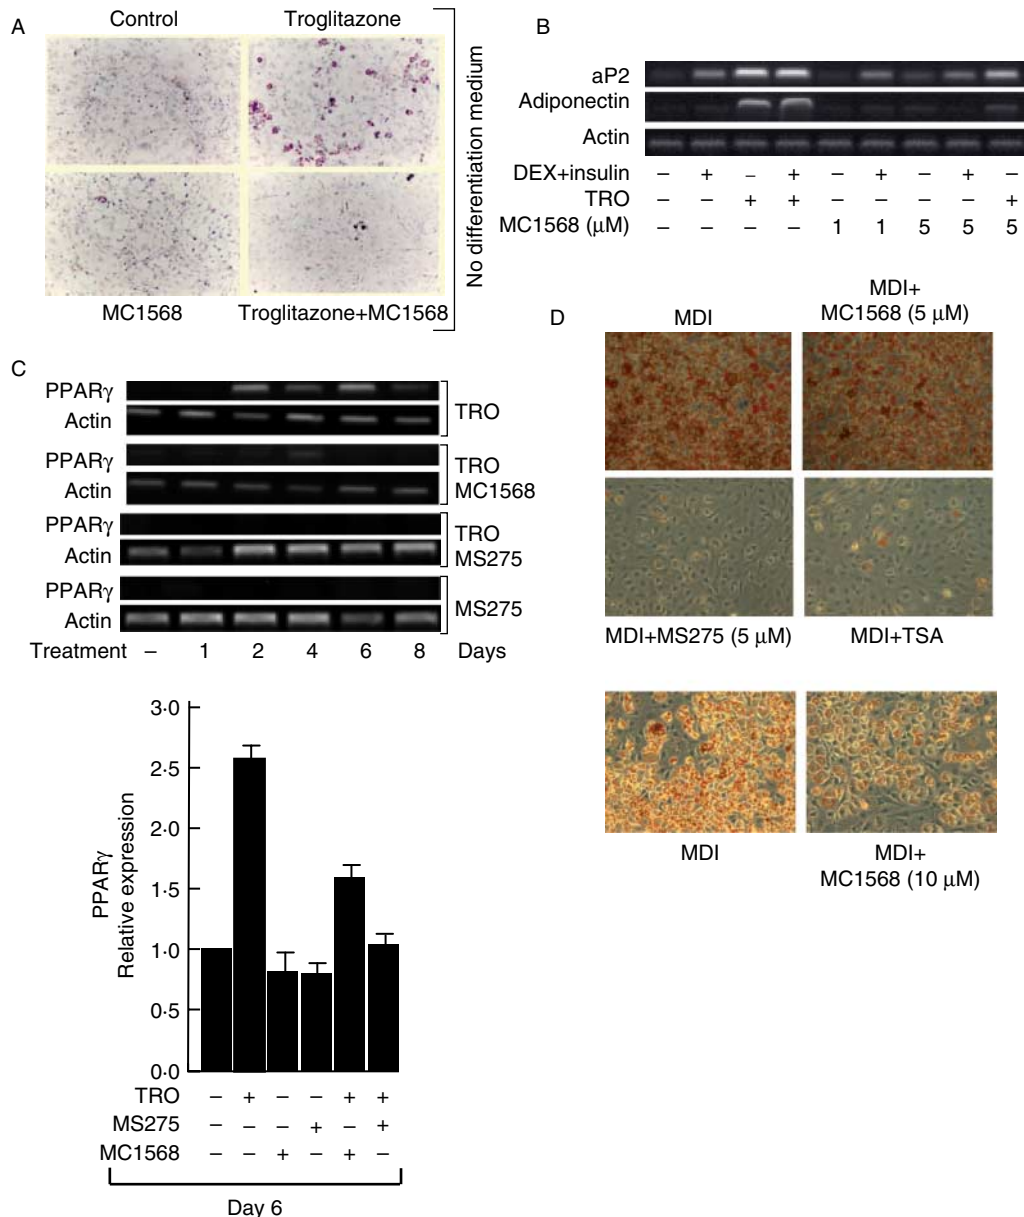 A
Control
Troglitazone
MC1568
Troglitazone+MC1568
No differentiation medium
B
aP2
Adiponectin
Actin
DEX+insulin – + – + – + – + –
TRO – – + + – – – – +
MC1568 (μM) – – – – 1 1 5 5 5
C
PPARγ
Actin
TRO
PPARγ
Actin
TRO
MC1568
PPARγ
Actin
TRO
MS275
PPARγ
Actin
MS275
Treatment – 1 2 4 6 8 Days
PPARγ
Relative expression
3·0
2·5
2·0
1·5
1·0
0·5
0·0
TRO – + – – + +
MS275 – – – + – +
MC1568 – – + – + –
Day 6
D
MDI
MDI+
MC1568 (5 μM)
MDI+MS275 (5 μM)
MDI+TSA
MDI
MDI+
MC1568 (10 μM)